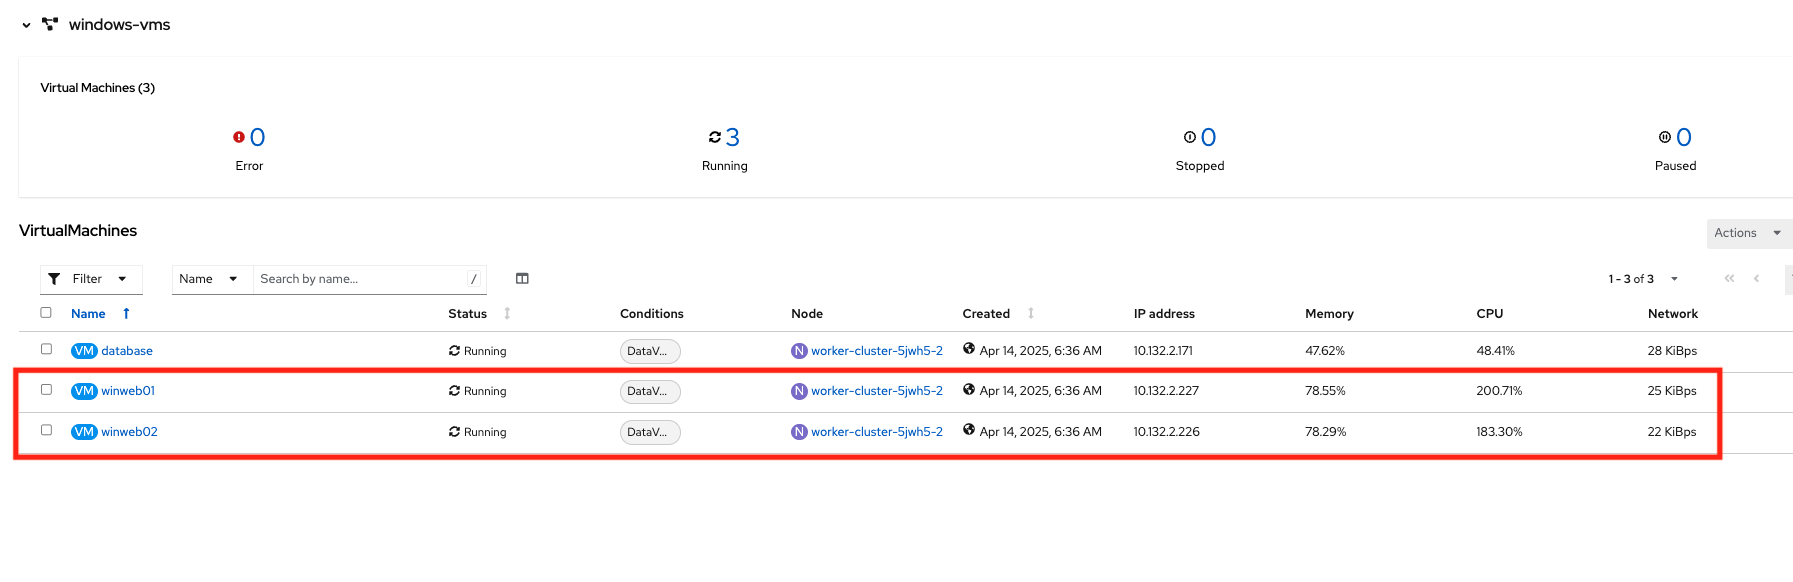 windows-vms
Virtual Machines (3)
0 3 0 0
Error Running Stopped Paused
VirtualMachines
Actions
Filter Name Search by name... / 1 - 3 of 3
Name Status Conditions Node Created IP address Memory CPU Network
VM database Running DataV... N worker-cluster-5jwh5-2 Apr 14, 2025, 6:36 AM 10.132.2.171 47.62% 48.41% 28 KiBps
VM winweb01 Running DataV... N worker-cluster-5jwh5-2 Apr 14, 2025, 6:36 AM 10.132.2.227 78.55% 200.71% 25 KiBps
VM winweb02 Running DataV... N worker-cluster-5jwh5-2 Apr 14, 2025, 6:36 AM 10.132.2.226 78.29% 183.30% 22 KiBps